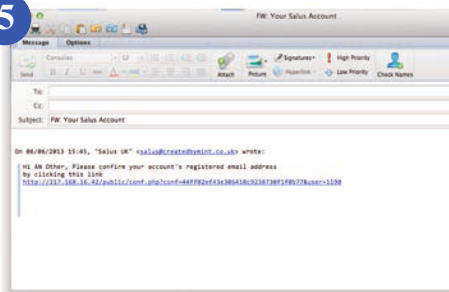 5
FW: Your Salus Account
Message Options
Consolas 12
Send Attach Picture Signatures Hyperlink High Priority Low Priority Check Names
To:
Cc:
Subject: FW: Your Salus Account
On 06/06/2013 15:45, "Salus UK" <salus@createdbymint.co.uk> wrote:
Hi AN Other, Please confirm your account's registered email address
by clicking this link